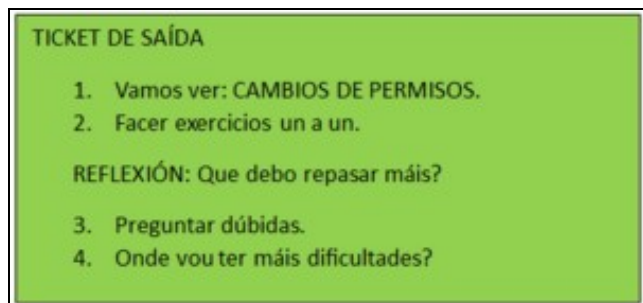 TICKET DE SAÍDA
1. Vamos ver: CAMBIOS DE PERMISOS.
2. Facer exercicios un a un.
REFLEXIÓN: Que debo repasar máis?
3. Preguntar dúbidas.
4. Onde vou ter máis dificultades?